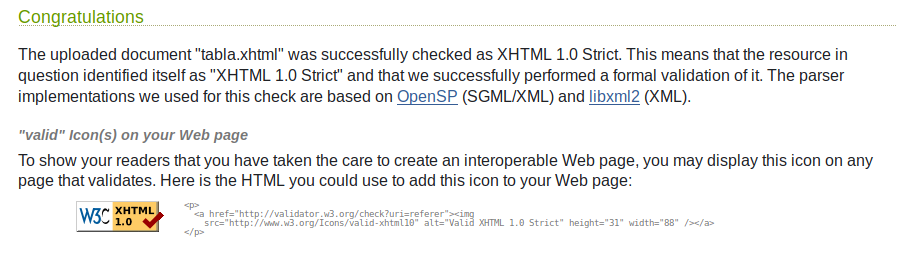 Congratulations
The uploaded document "tabla.xhtml" was successfully checked as XHTML 1.0 Strict. This means that the resource in
question identified itself as "XHTML 1.0 Strict" and that we successfully performed a formal validation of it. The parser
implementations we used for this check are based on OpenSP (SGML/XML) and libxml2 (XML).
"valid" Icon(s) on your Web page
To show your readers that you have taken the care to create an interoperable Web page, you may display this icon on any
page that validates. Here is the HTML you could use to add this icon to your Web page:
W3C XHTML 1.0
<p>
<a href="http://validator.w3.org/check?uri=referer"><img
src="http://www.w3.org/Icons/valid-xhtml10" alt="Valid XHTML 1.0 Strict" height="31" width="88" /></a>
</p>